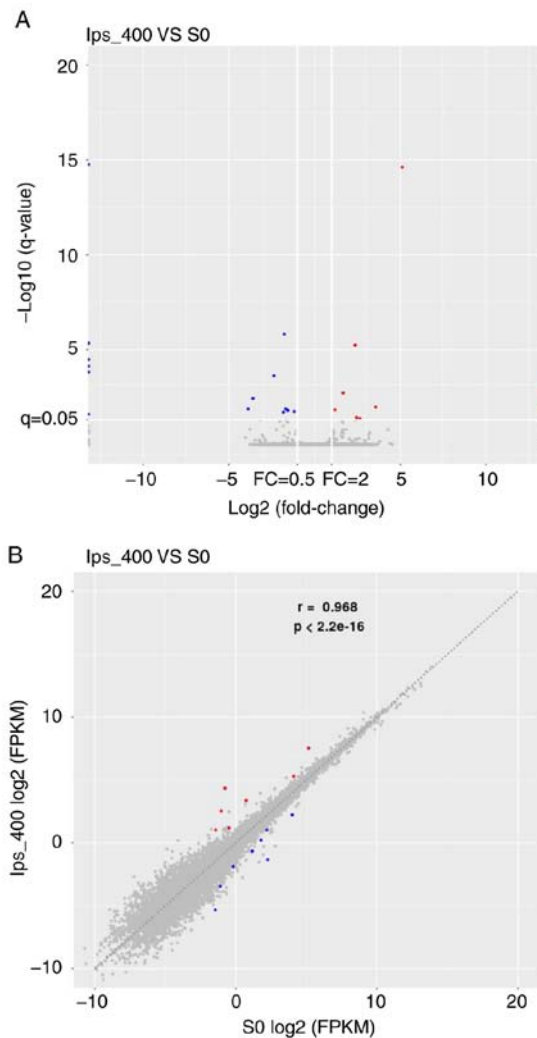 A
Ips_400 VS S0
20
15
10
5
q=0.05
−Log10 (q-value)
−10 −5 FC=0.5 FC=2 5 10
Log2 (fold-change)
B
Ips_400 VS S0
r = 0.968
p < 2.2e-16
20
10
0
−10
Ips_400 log2 (FPKM)
−10 0 10 20
S0 log2 (FPKM)